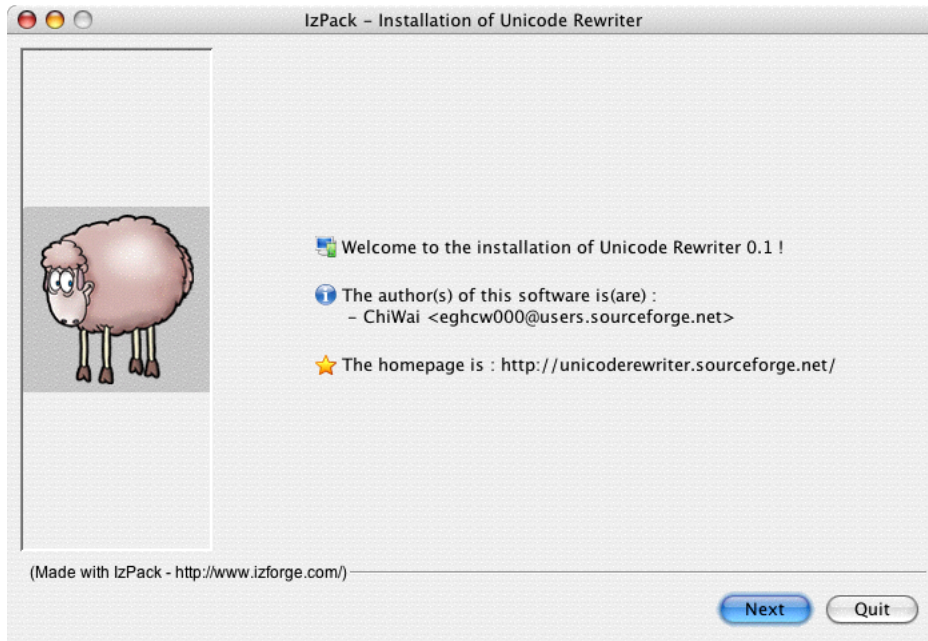 IzPack – Installation of Unicode Rewriter
Welcome to the installation of Unicode Rewriter 0.1 !
The author(s) of this software is(are) :
– ChiWai <eghcw000@users.sourceforge.net>
The homepage is : http://unicoderewriter.sourceforge.net/
(Made with IzPack - http://www.izforge.com/)
Next
Quit